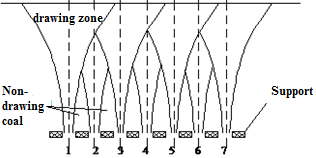 drawing zone
Non-
drawing
coal
Support
1 2 3 4 5 6 7